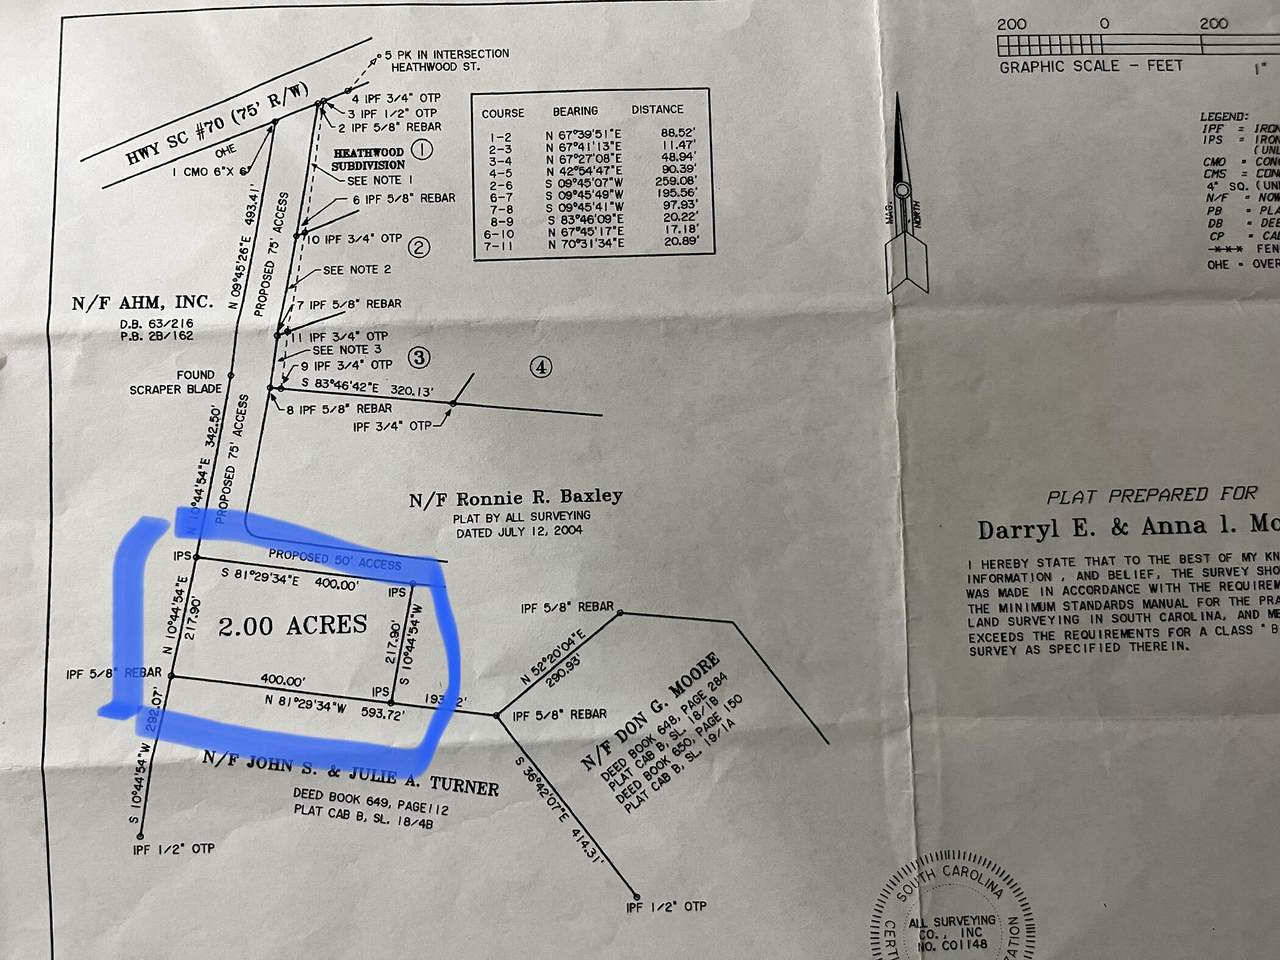 5 PK IN INTERSECTION
HEATHWOOD ST.
HWY SC #70 (75' R/W)
OHE
4 IPF 3/4" OTP
3 IPF 1/2" OTP
2 IPF 5/8" REBAR
1 CMO 6"X 6"
HEATHWOOD
SUBDIVISION
1
SEE NOTE 1
6 IPF 5/8" REBAR
10 IPF 3/4" OTP
2
SEE NOTE 2
7 IPF 5/8" REBAR
11 IPF 3/4" OTP
SEE NOTE 3
3
9 IPF 3/4" OTP
4
S 83°46'42"E 320.13'
8 IPF 5/8" REBAR
IPF 3/4" OTP
N 09°45'26"E 493.41'
PROPOSED 75' ACCESS
N/F AHM, INC.
D.B. 63/216
P.B. 2B/162
FOUND
SCRAPER BLADE
N 10°44'54"E 342.50'
PROPOSED 75' ACCESS
COURSE BEARING DISTANCE
1-2 N 67°39'51"E 88.52'
2-3 N 67°41'13"E 11.47'
3-4 N 67°27'08"E 48.94'
4-5 N 42°54'47"E 90.39'
2-6 S 09°45'07"W 259.08'
6-7 S 09°45'49"W 195.56'
7-8 S 09°45'41"W 97.93'
8-9 S 83°46'09"E 20.22'
6-10 N 67°45'17"E 17.18'
7-11 N 70°31'34"E 20.89'
MAG. NORTH
200 0 200
GRAPHIC SCALE - FEET
1"
LEGEND:
IPF = IRON
IPS = IRON
(UNL
CMO = CONC
CMS = CONC
4" SQ. (UN
N/F = NOW
PB = PLA
DB = DEE
CP = CA
FEN
OHE = OVER
N/F Ronnie R. Baxley
PLAT BY ALL SURVEYING
DATED JULY 12, 2004
PROPOSED 50' ACCESS
IPS
S 81°29'34"E 400.00'
IPS
N 10°44'54"E
217.90'
2.00 ACRES
217.90'
S 10°44'54"W
IPF 5/8" REBAR
400.00'
IPS
N 81°29'34"W 593.72'
S 10°44'54"W 292.07'
IPF 1/2" OTP
N/F JOHN S. & JULIE A. TURNER
DEED BOOK 649, PAGE112
PLAT CAB B, SL. 18/4B
IPF 5/8" REBAR
N 52°20'04"E
290.93'
IPF 5/8" REBAR
N/F DON G. MOORE
DEED BOOK 648, PAGE 284
PLAT CAB B, SL. 18/1B
DEED BOOK 650, PAGE 150
PLAT CAB B, SL. 19/1A
S 36°42'07"E 414.31'
IPF 1/2" OTP
PLAT PREPARED FOR
Darryl E. & Anna l. Mo
I HEREBY STATE THAT TO THE BEST OF MY KN
INFORMATION , AND BELIEF, THE SURVEY SHO
WAS MADE IN ACCORDANCE WITH THE REQUIREM
THE MINIMUM STANDARDS MANUAL FOR THE PRA
LAND SURVEYING IN SOUTH CAROLINA, AND ME
EXCEEDS THE REQUIREMENTS FOR A CLASS "B
SURVEY AS SPECIFIED THEREIN.
SOUTH CAROLINA
ALL SURVEYING
CO., INC
NO. C01148